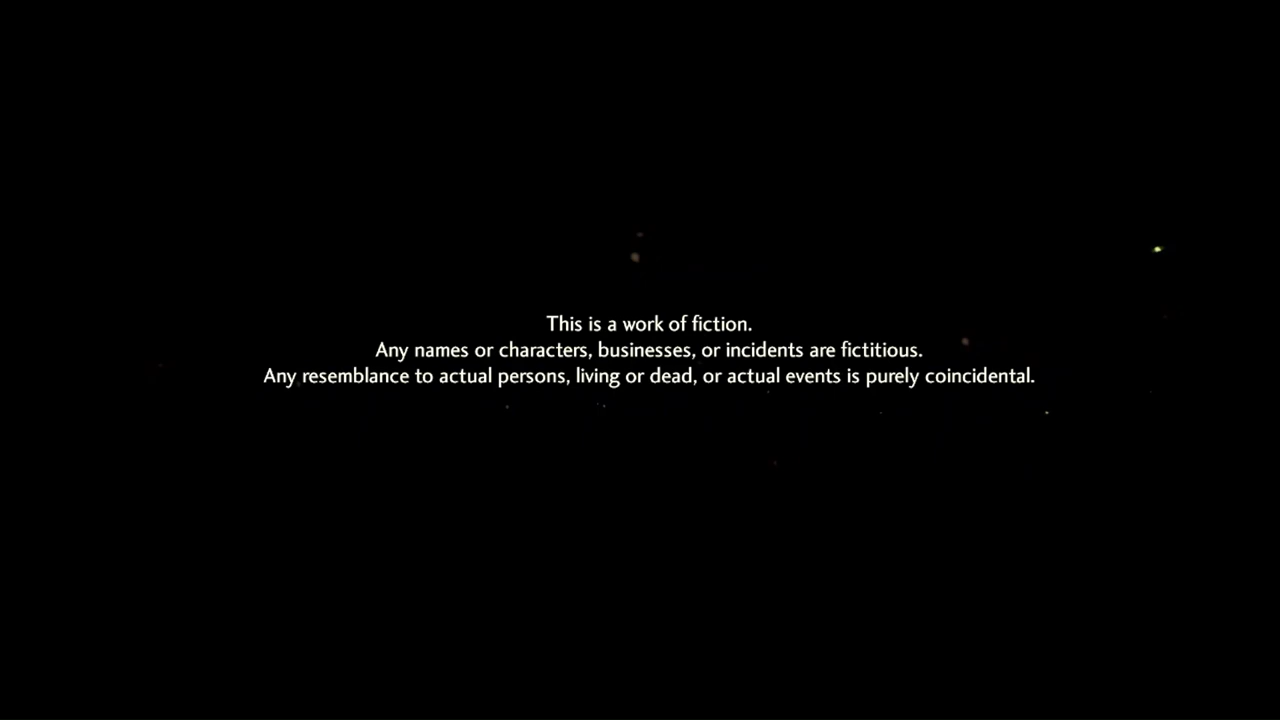 This is a work of fiction.
Any names or characters, businesses, or incidents are fictitious.
Any resemblance to actual persons, living or dead, or actual events is purely coincidental.